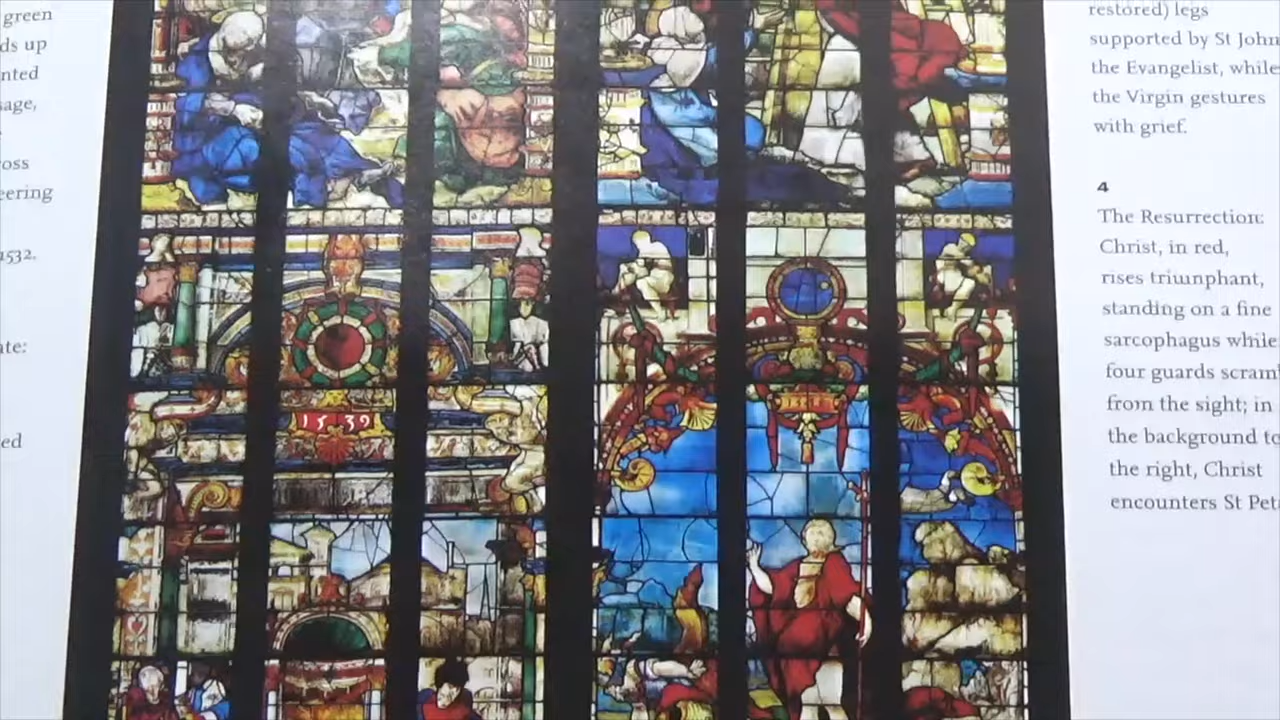 green
ds up
nted
sage,
oss
eering
1532.
ate:
ed
1539
restored) legs
supported by St John
the Evangelist, while
the Virgin gestures
with grief.
4
The Resurrection:
Christ, in red,
rises triumphant,
standing on a fine
sarcophagus while
four guards scram
from the sight; in
the background to
the right, Christ
encounters St Pet